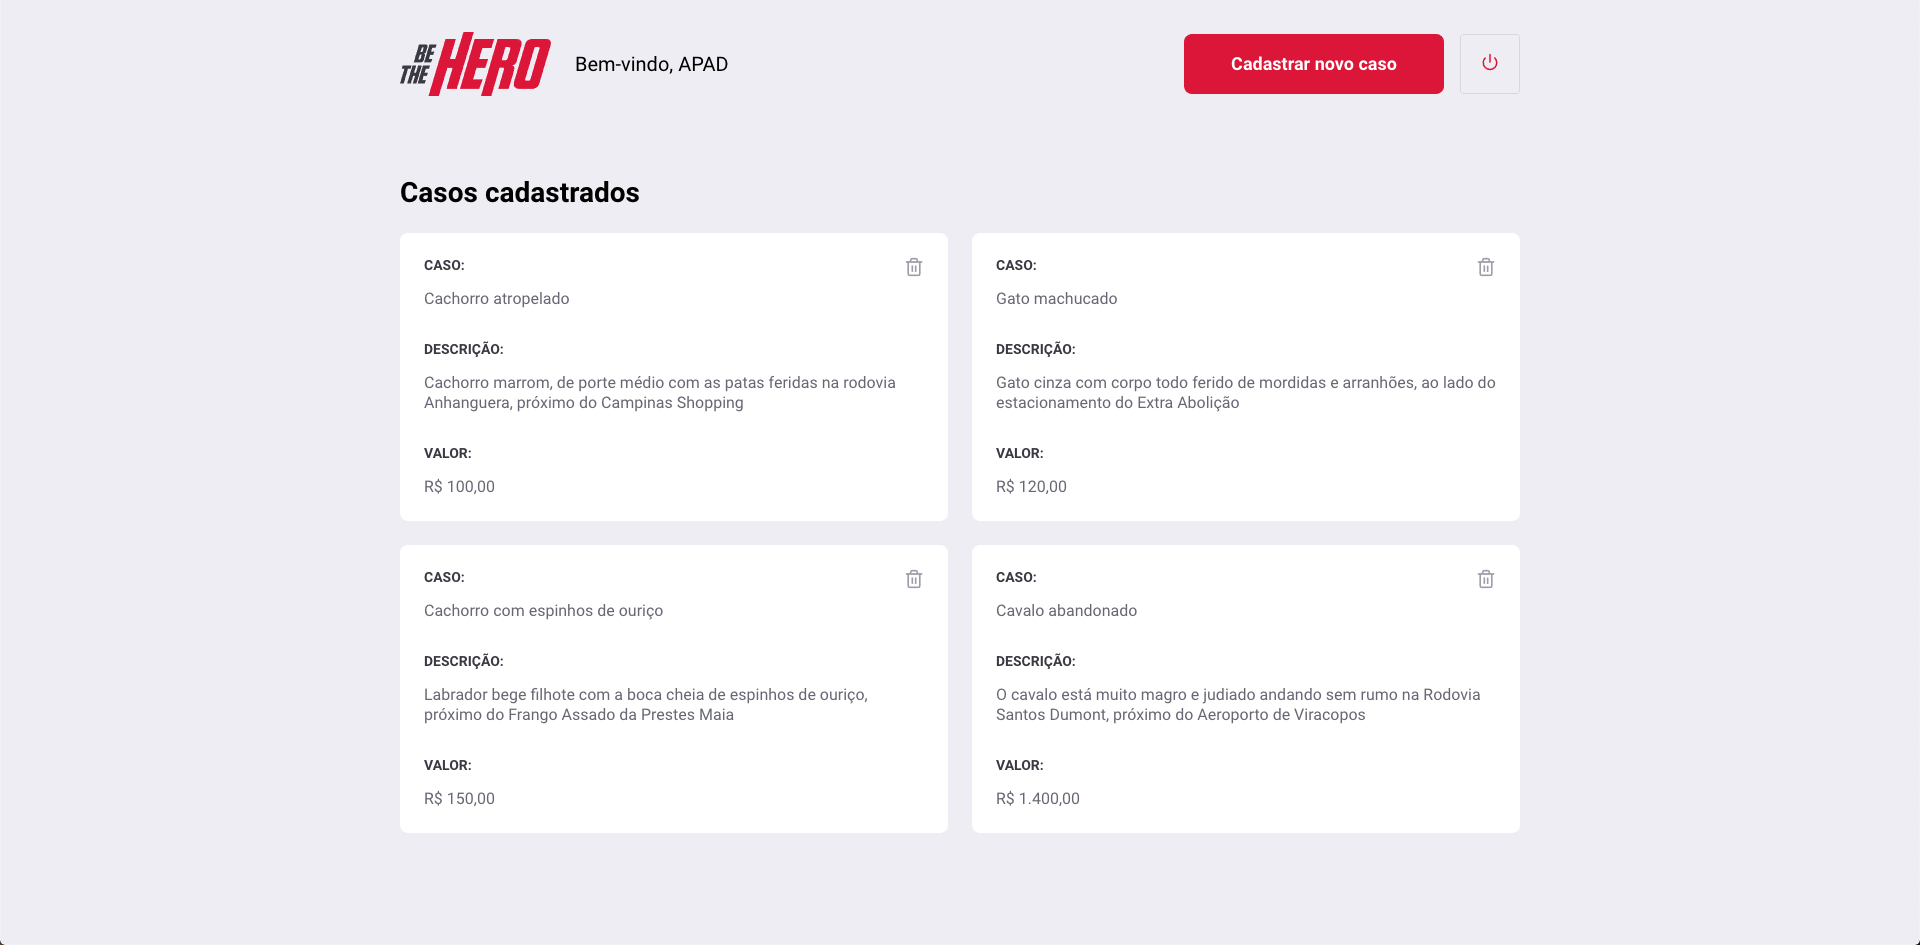 BE
THE HERO
Bem-vindo, APAD
Cadastrar novo caso
Casos cadastrados
CASO:
Cachorro atropelado
DESCRIÇÃO:
Cachorro marrom, de porte médio com as patas feridas na rodovia
Anhanguera, próximo do Campinas Shopping
VALOR:
R$ 100,00
CASO:
Gato machucado
DESCRIÇÃO:
Gato cinza com corpo todo ferido de mordidas e arranhões, ao lado do
estacionamento do Extra Abolição
VALOR:
R$ 120,00
CASO:
Cachorro com espinhos de ouriço
DESCRIÇÃO:
Labrador bege filhote com a boca cheia de espinhos de ouriço,
próximo do Frango Assado da Prestes Maia
VALOR:
R$ 150,00
CASO:
Cavalo abandonado
DESCRIÇÃO:
O cavalo está muito magro e judiado andando sem rumo na Rodovia
Santos Dumont, próximo do Aeroporto de Viracopos
VALOR:
R$ 1.400,00